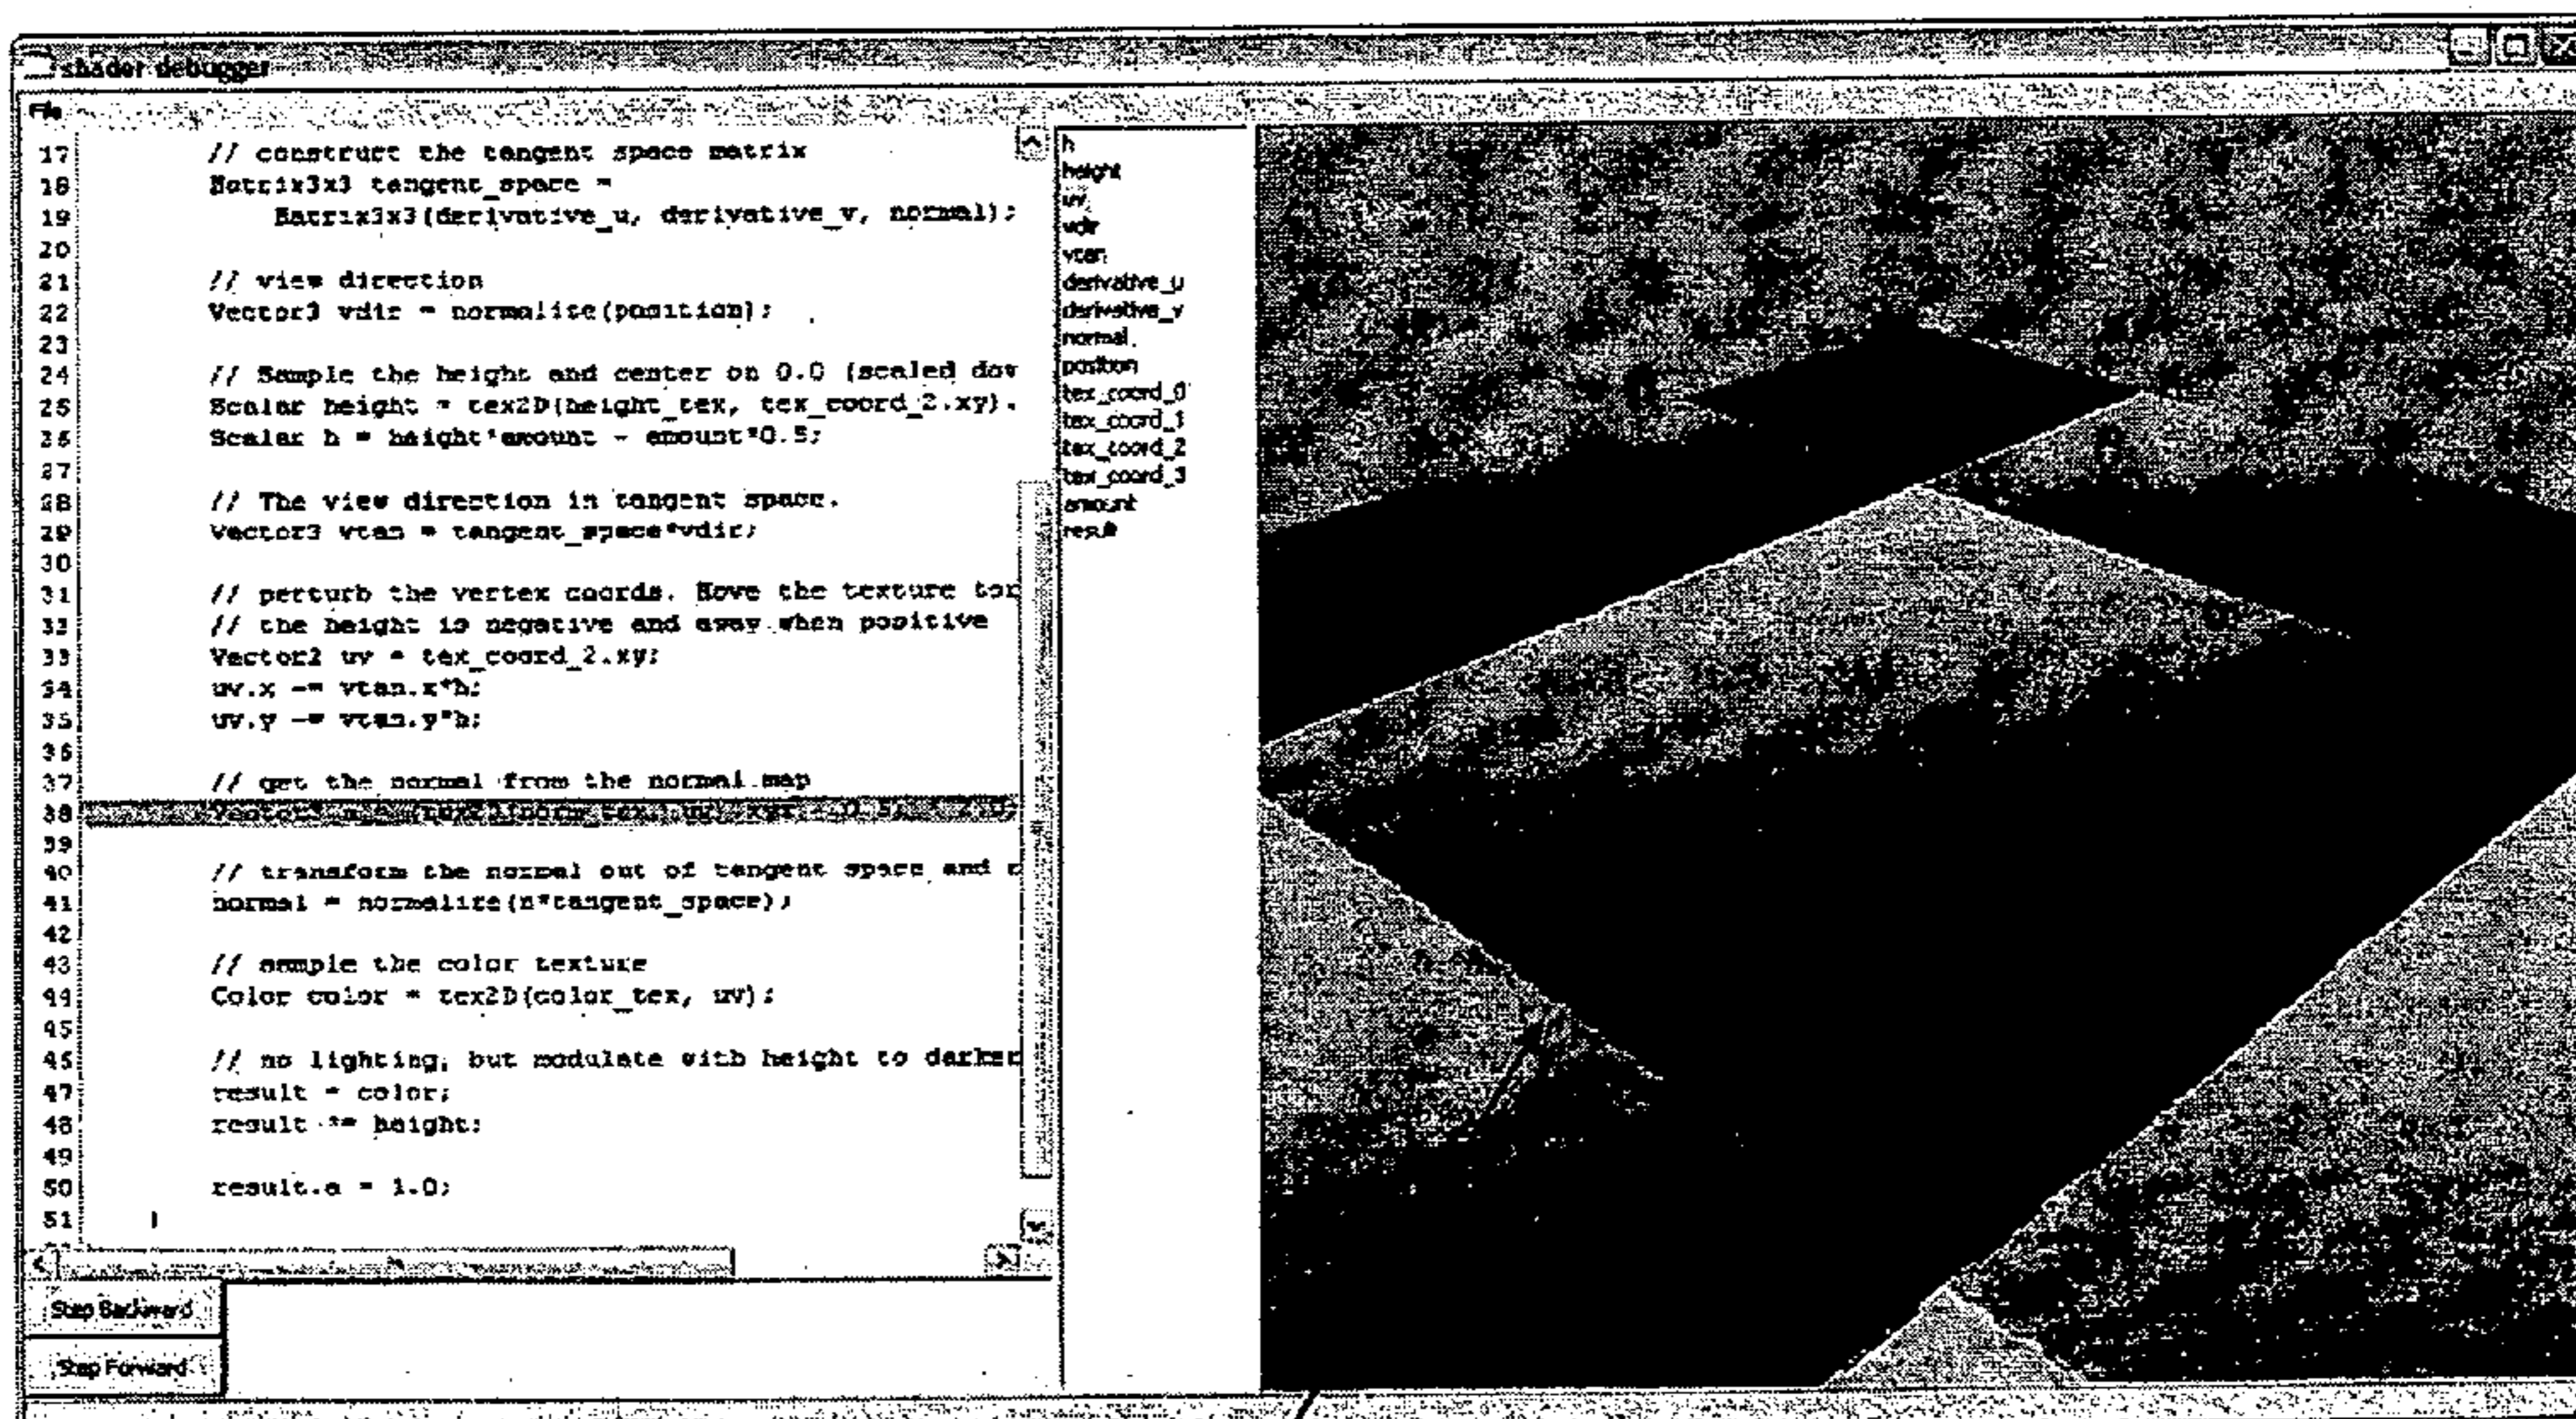 shader debugger
File
17 // construct the tangent space matrix
18 Matrix3x3 tangent_space =
19 Matrix3x3(derivative_u, derivative_v, normal);
20
21 // view direction
22 Vector3 vdir = normalize(position);
23
24 // Sample the height and center on 0.0 (scaled dow
25 Scalar height = tex2D(height_tex, tex_coord_2.xy).
26 Scalar h = height*amount - amount*0.5;
27
28 // The view direction in tangent space.
29 Vector3 vtan = tangent_space*vdir;
30
31 // perturb the vertex coords. Move the texture tor
32 // the height is negative and away when positive
33 Vector2 uv = tex_coord_2.xy;
34 uv.x -= vtan.x*h;
35 uv.y -= vtan.y*h;
36
37 // get the normal from the normal map
38 Vector3 n = (tex2D(norm_tex, uv).xyz - 0.5)
39
40 // transform the normal out of tangent space and r
41 normal = normalize(n*tangent_space);
42
43 // sample the color texture
44 Color color = tex2D(color_tex, uv);
45
46 // no lighting, but modulate with height to darken
47 result = color;
48 result *= height;
49
50 result.a = 1.0;
51 }
h
height
uv
vdir
vtan
derivative_u
derivative_v
normal
position
tex_coord_0
tex_coord_1
tex_coord_2
tex_coord_3
amount
result
Step Backward
Step Forward